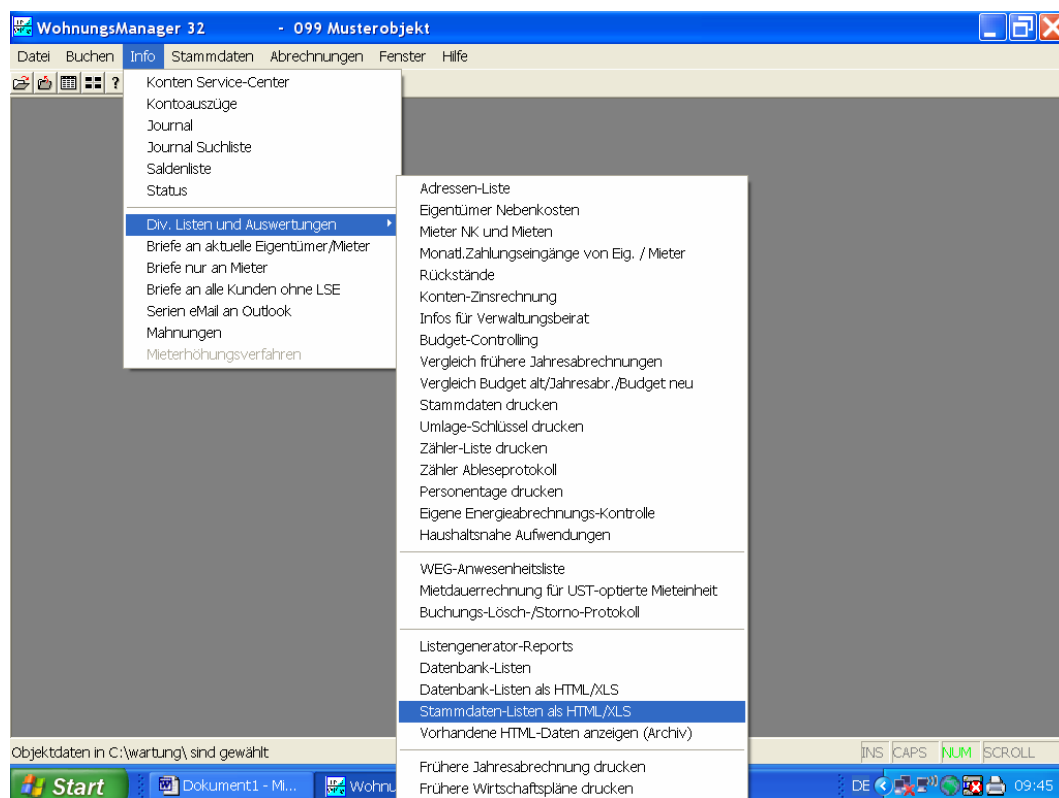 WohnungsManager 32 - 099 Musterobjekt
Datei Buchen Info Stammdaten Abrechnungen Fenster Hilfe
?
Konten Service-Center
Kontoauszüge
Journal
Journal Suchliste
Saldenliste
Status
Div. Listen und Auswertungen
Briefe an aktuelle Eigentümer/Mieter
Briefe nur an Mieter
Briefe an alle Kunden ohne LSE
Serien eMail an Outlook
Mahnungen
Mieterhöhungsverfahren
Adressen-Liste
Eigentümer Nebenkosten
Mieter NK und Mieten
Monatl.Zahlungseingänge von Eig. / Mieter
Rückstände
Konten-Zinsrechnung
Infos für Verwaltungsbeirat
Budget-Controlling
Vergleich frühere Jahresabrechnungen
Vergleich Budget alt/Jahresabr./Budget neu
Stammdaten drucken
Umlage-Schlüssel drucken
Zähler-Liste drucken
Zähler Ableseprotokoll
Personentage drucken
Eigene Energieabrechnungs-Kontrolle
Haushaltsnahe Aufwendungen
WEG-Anwesenheitsliste
Mietdauerrechnung für UST-optierte Mieteinheit
Buchungs-Lösch-/Storno-Protokoll
Listengenerator-Reports
Datenbank-Listen
Datenbank-Listen als HTML/XLS
Stammdaten-Listen als HTML/XLS
Vorhandene HTML-Daten anzeigen (Archiv)
Frühere Jahresabrechnung drucken
Frühere Wirtschaftspläne drucken
Objektdaten in C:\wartung\ sind gewählt
INS CAPS NUM SCROLL
Start Dokument1 - Mi... Wohnu DE 09:45